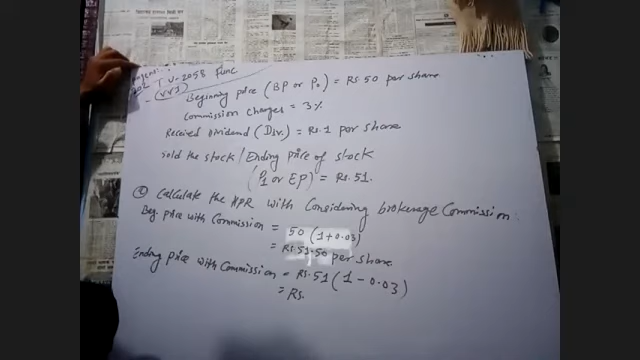 T.U. 2058
(VVI)
Beginning price (BP or P₀) = Rs. 50 per share
Commission charges = 3%
Received Dividend (Div.) = Rs. 1 per share
Sold the stock / Ending price of stock
(P₁ or EP) = Rs. 51.
Calculate the HPR with Considering brokerage Commission
Beg. price with Commission = 50 (1 + 0.03)
= Rs. 51.50 per share
Ending price with Commission = Rs. 51 (1 - 0.03)
= Rs.